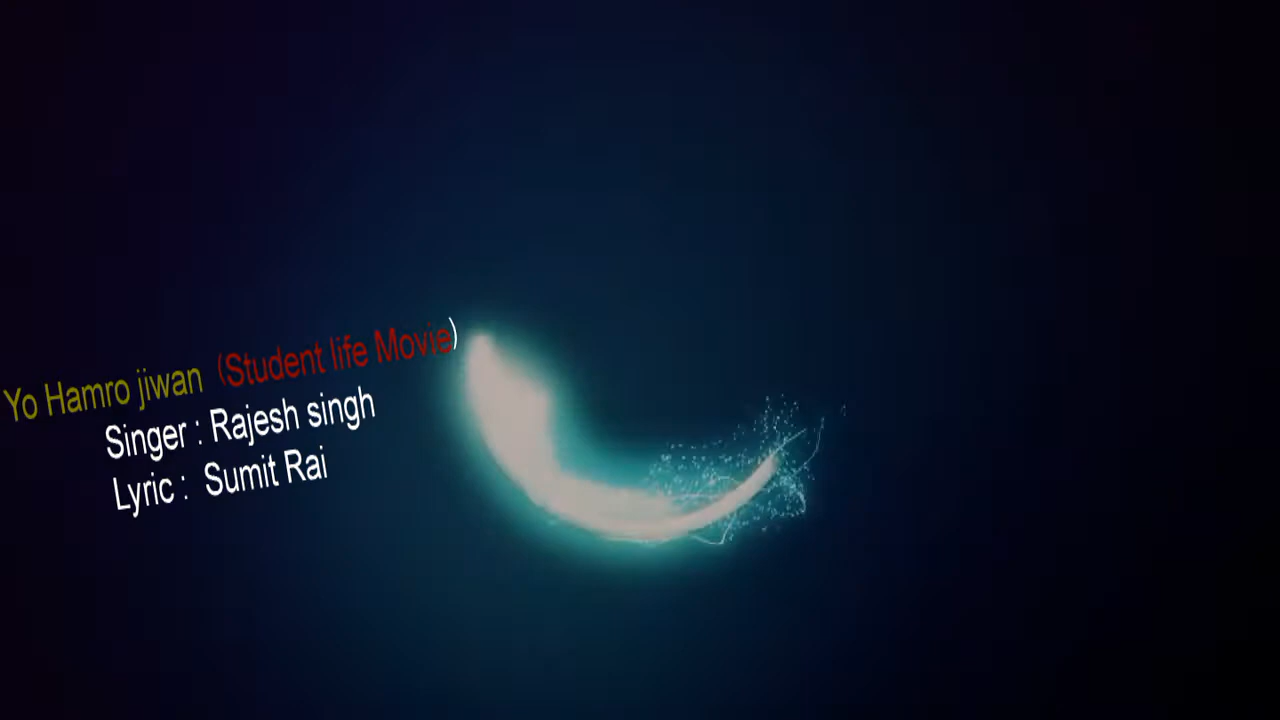 Yo Hamro jiwan (Student life Movie)
Singer : Rajesh singh
Lyric : Sumit Rai